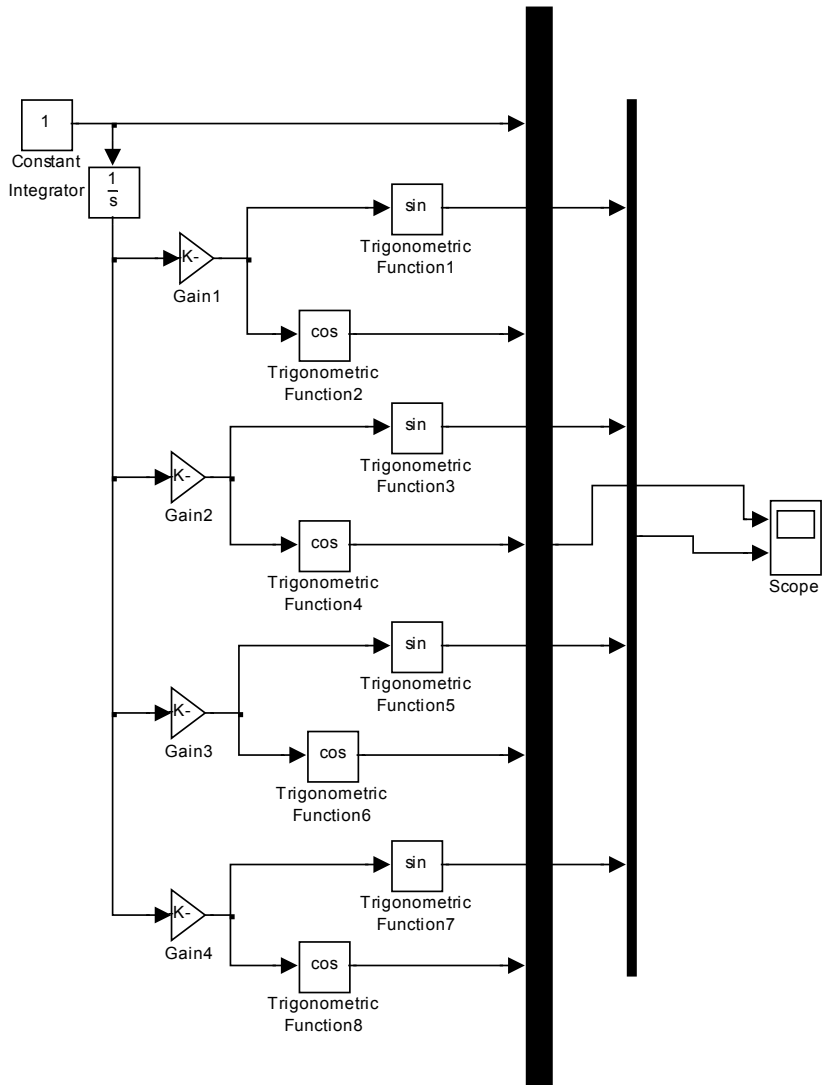 1
Constant
Integrator
1
s
K-
Gain1
sin
Trigonometric
Function1
cos
Trigonometric
Function2
K-
Gain2
sin
Trigonometric
Function3
cos
Trigonometric
Function4
Scope
K-
Gain3
sin
Trigonometric
Function5
cos
Trigonometric
Function6
K-
Gain4
sin
Trigonometric
Function7
cos
Trigonometric
Function8